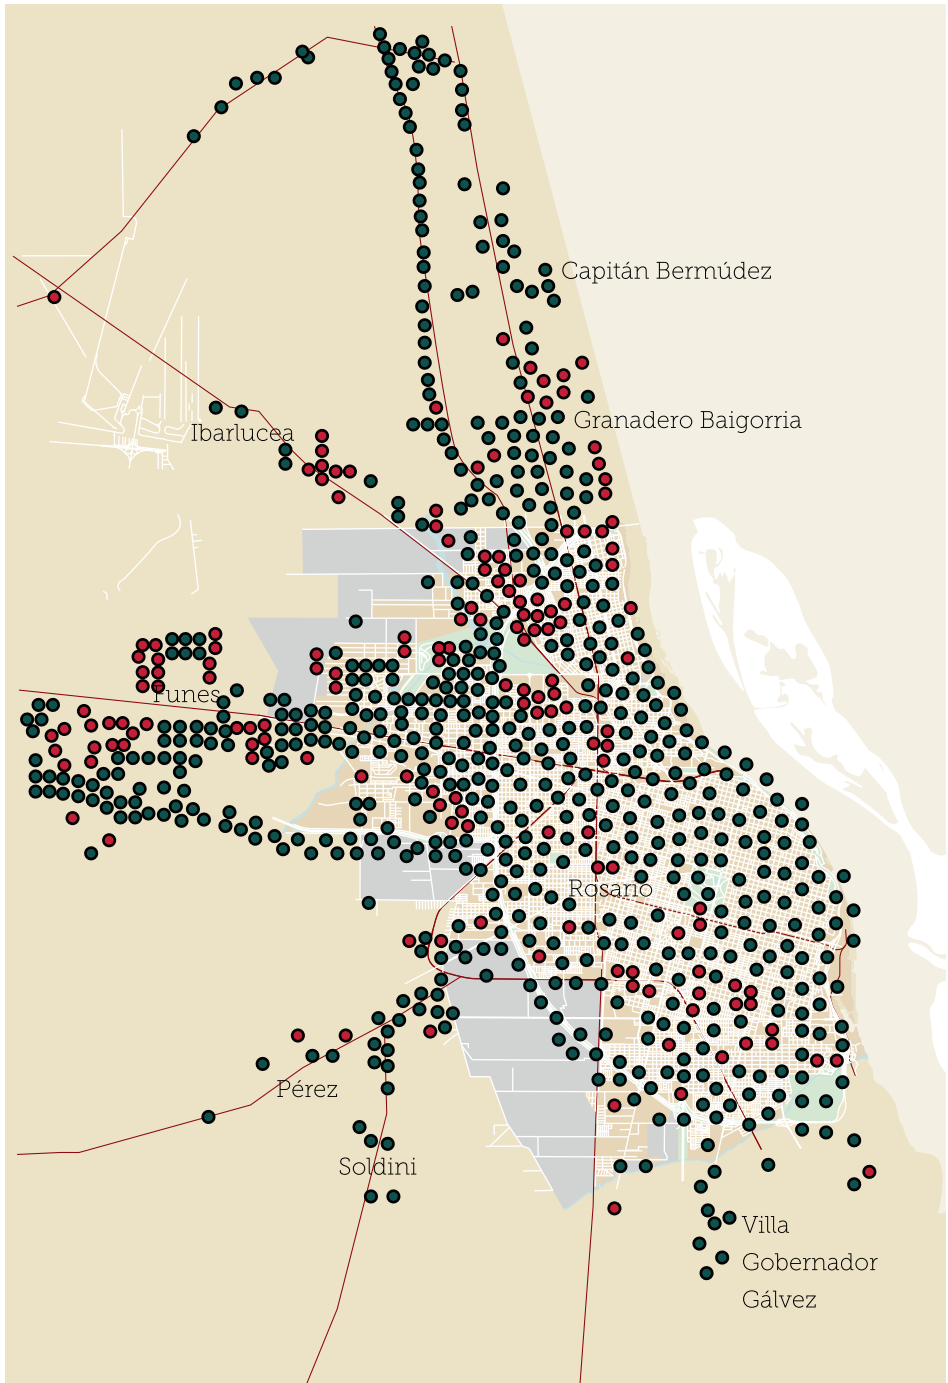 Capitán Bermúdez
Granadero Baigorria
Ibarlucea
Funes
Rosario
Pérez
Soldini
Villa
Gobernador
Gálvez